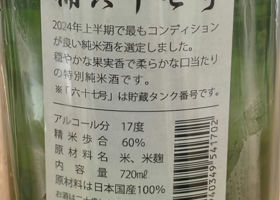 2024年上半期で最もコンディション
が良い純米酒を選定しました。
穏やかな果実香で柔らかな口当たり
の特別純米酒です。
※「六十七号」は貯蔵タンク番号です。
アルコール分 17度
精米歩合 60%
原材料名 米、米麹
内容量 720mℓ
原材料米は日本国産100%
40349 541702